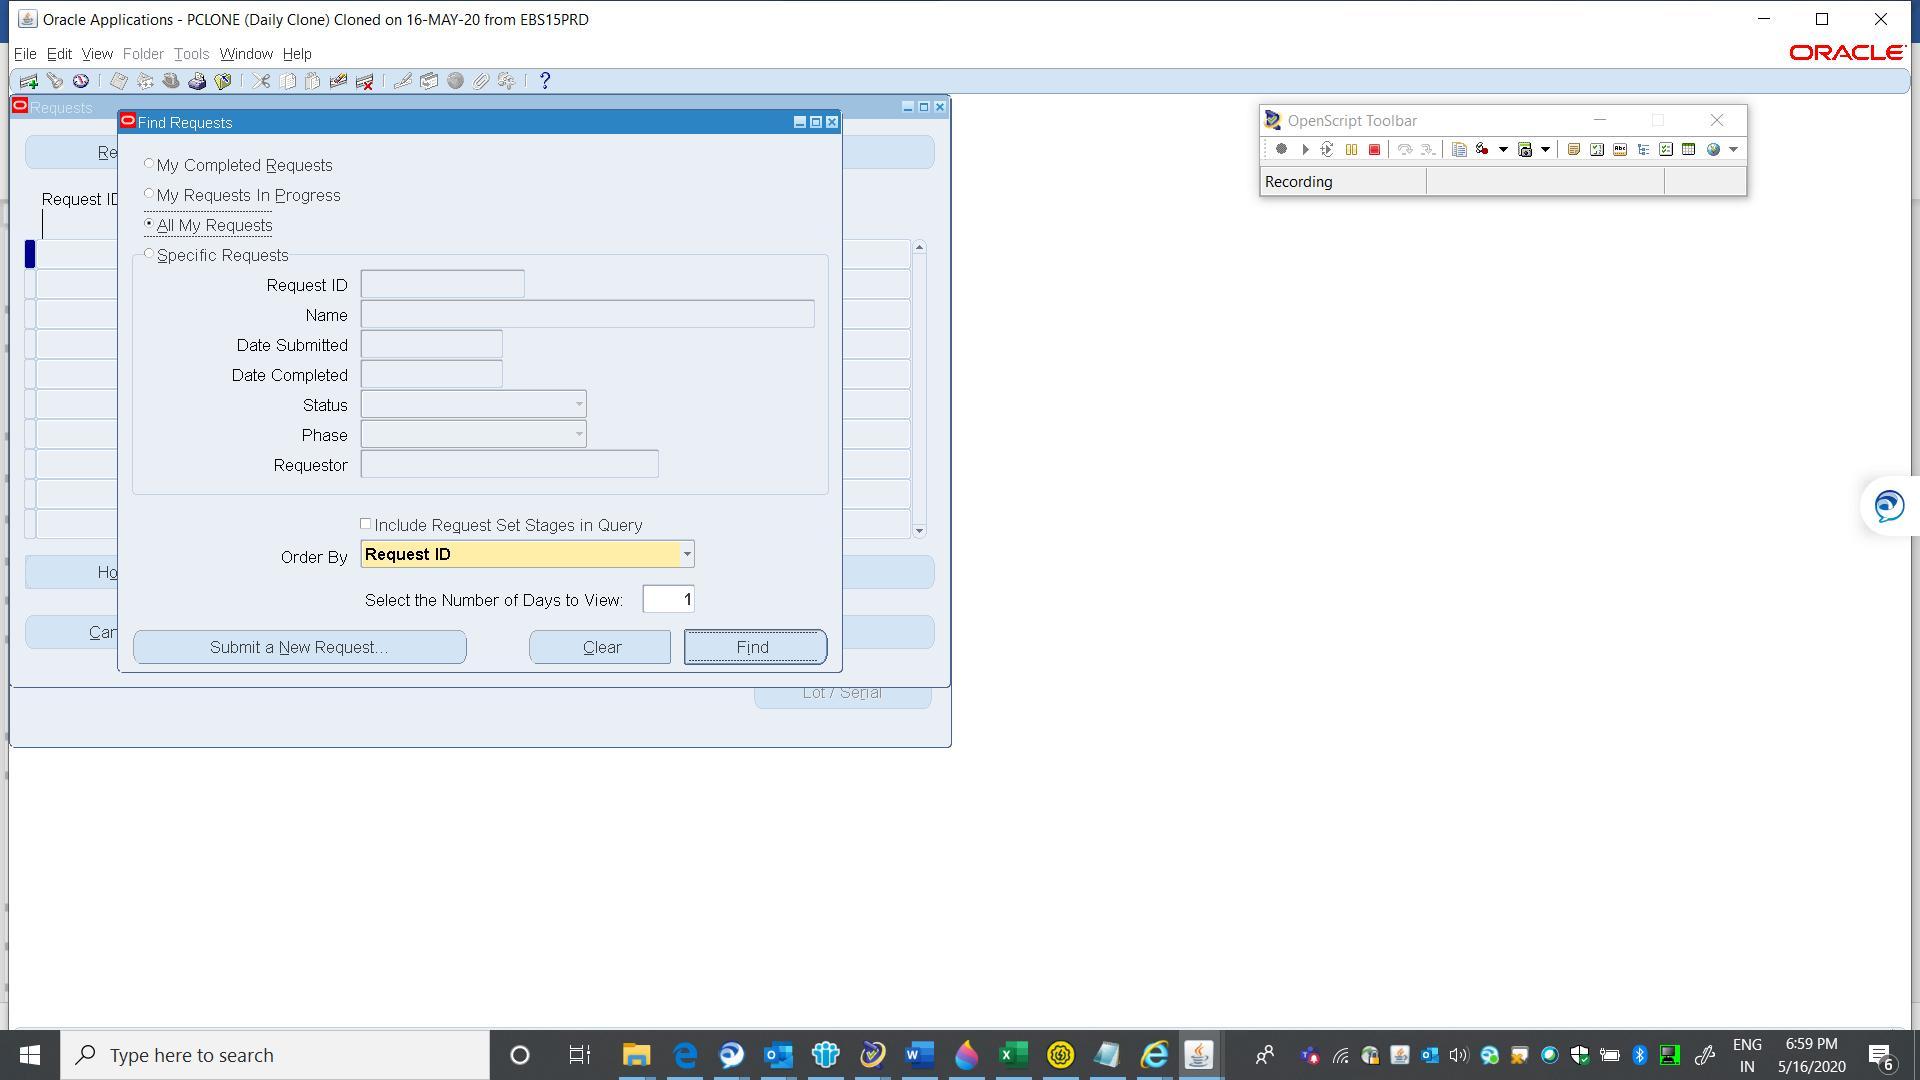 Oracle Applications - PCLONE (Daily Clone) Cloned on 16-MAY-20 from EBS15PRD
File Edit View Folder Tools Window Help
ORACLE
Requests
Find Requests
OpenScript Toolbar
Recording
My Completed Requests
My Requests In Progress
Request ID
All My Requests
Specific Requests
Request ID
Name
Date Submitted
Date Completed
Status
Phase
Requestor
Include Request Set Stages in Query
Order By Request ID
Select the Number of Days to View: 1
Submit a New Request... Clear Find
Lot / Serial
Type here to search
ENG
IN
6:59 PM
5/16/2020
6